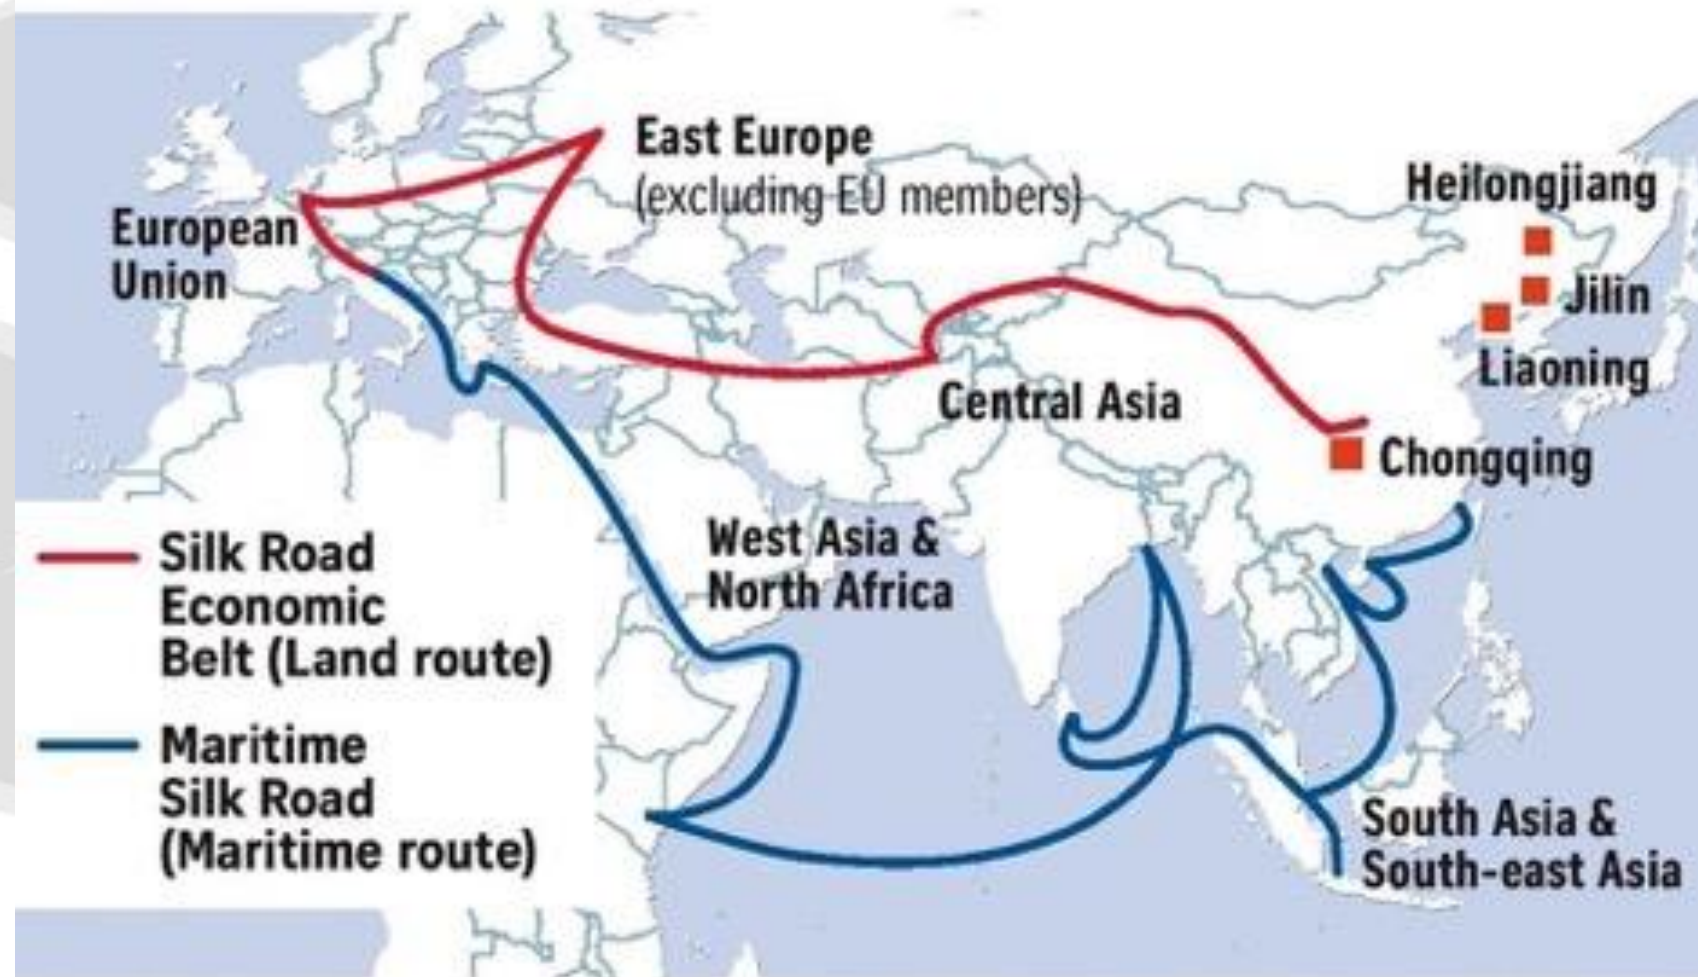 East Europe
(excluding EU members)
Heilongjiang
European
Union
Jilin
Liaoning
Central Asia
Chongqing
West Asia &
North Africa
Silk Road
Economic
Belt (Land route)
Maritime
Silk Road
(Maritime route)
South Asia &
South-east Asia